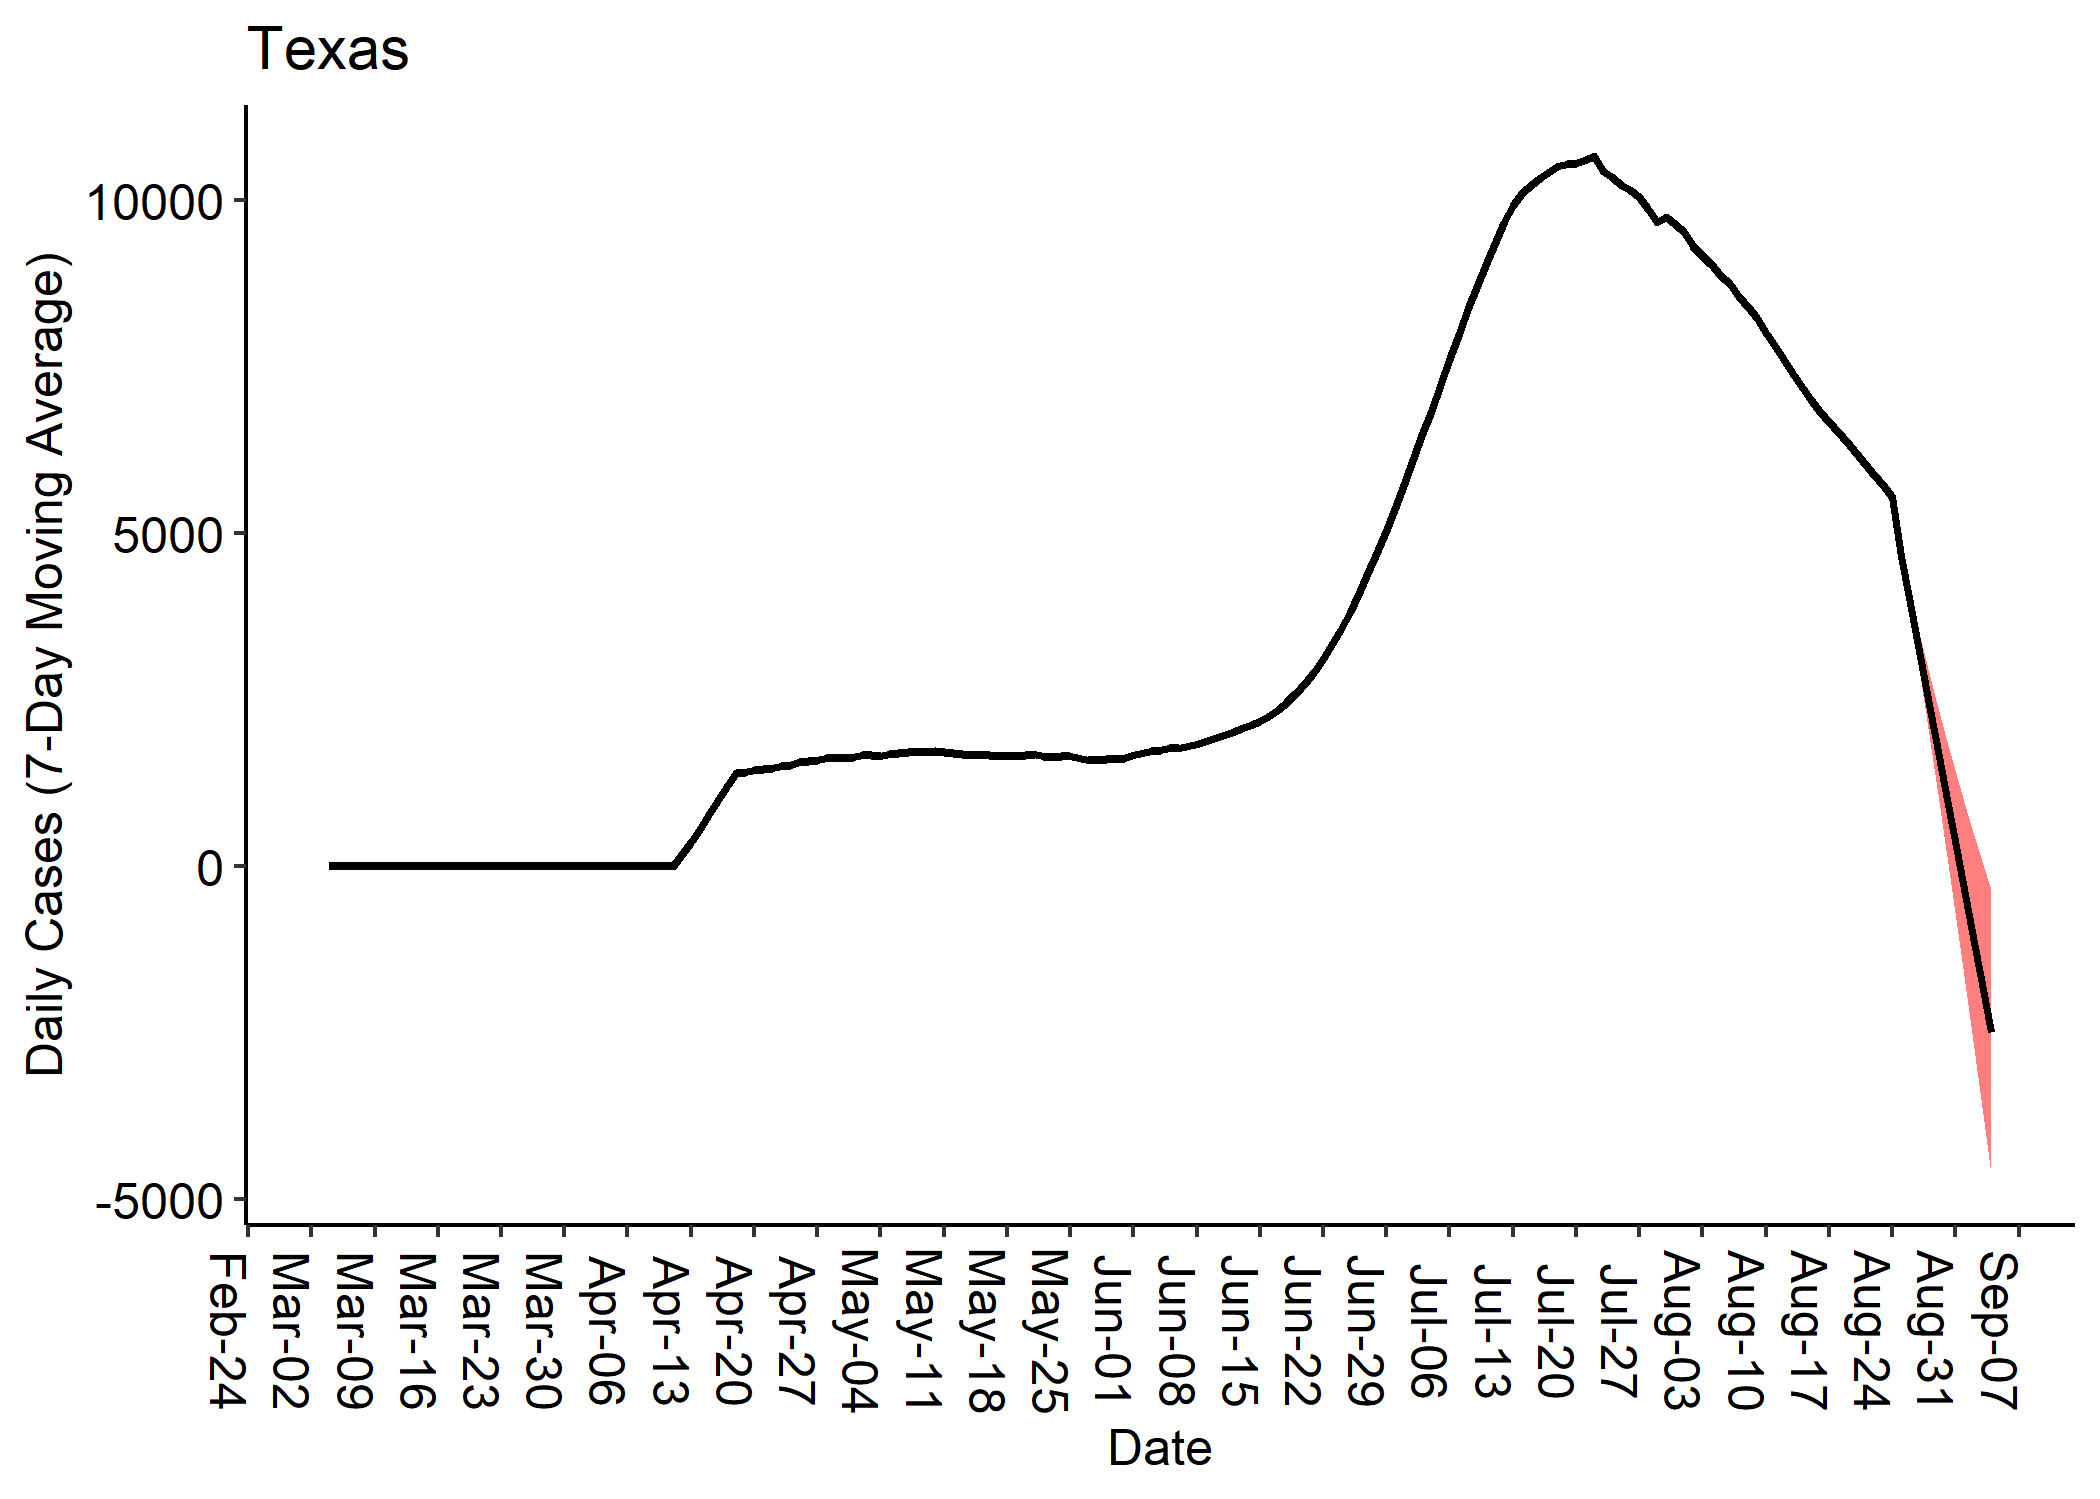 Texas
Daily Cases (7-Day Moving Average)
10000
5000
0
-5000
Feb-24
Mar-02
Mar-09
Mar-16
Mar-23
Mar-30
Apr-06
Apr-13
Apr-20
Apr-27
May-04
May-11
May-18
May-25
Jun-01
Jun-08
Jun-15
Jun-22
Jun-29
Jul-06
Jul-13
Jul-20
Jul-27
Aug-03
Aug-10
Aug-17
Aug-24
Aug-31
Sep-07
Date